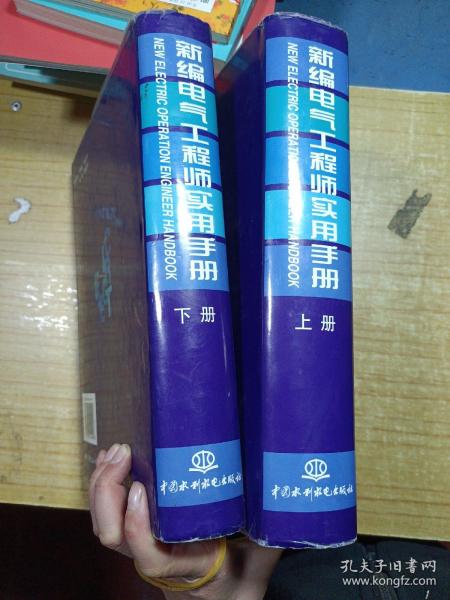 新编电气工程师实用手册
NEW ELECTRIC OPERATION ENGINEER HANDBOOK
下册
中国水利水电出版社
新编电气工程师实用手册
NEW ELECTRIC OPERATION ENGINEER HANDBOOK
上册
中国水利水电出版社
孔夫子旧书网
www.kongfz.com